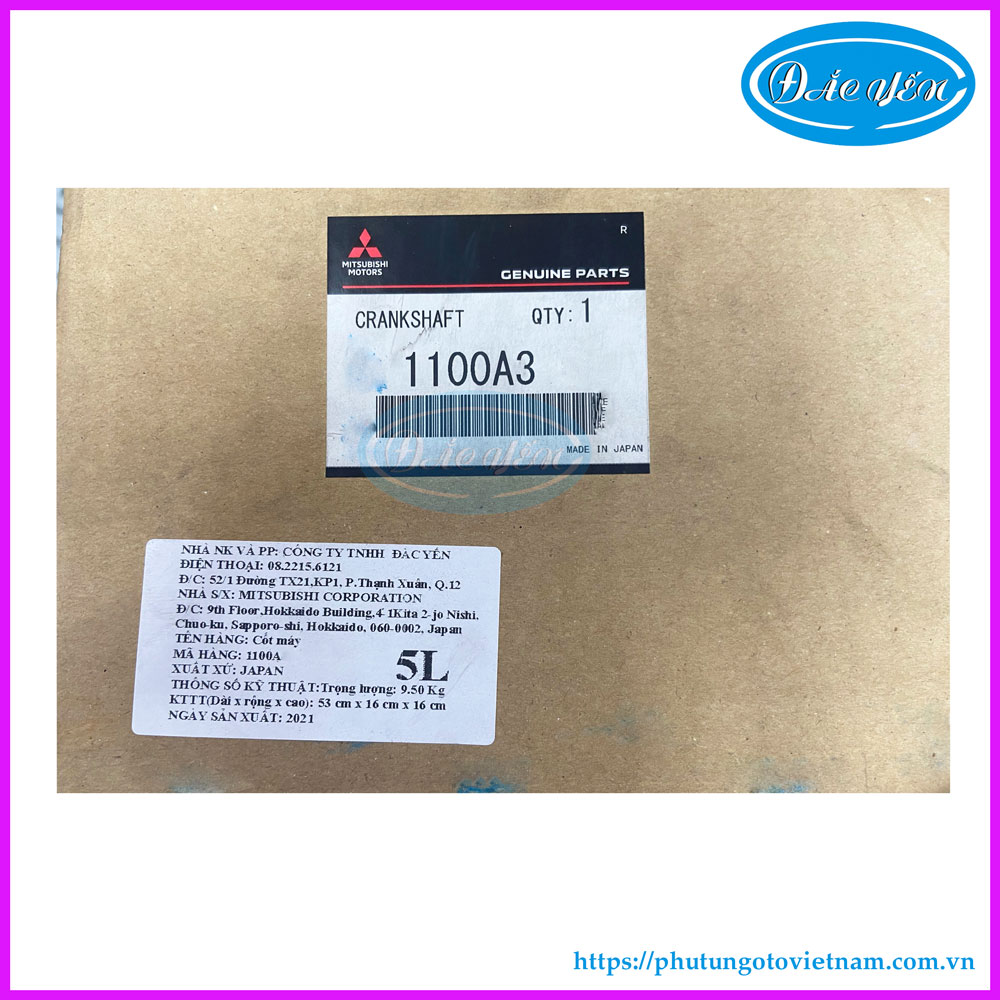 ĐẮC YẾN
R
MITSUBISHI
MOTORS
GENUINE PARTS
CRANKSHAFT QTY: 1
1100A3
MADE IN JAPAN
ĐẮC YẾN
NHÀ NK VÀ PP: CÔNG TY TNHH ĐẮC YẾN
ĐIỆN THOẠI: 08.2215.6121
Đ/C: 52/1 Đường TX21,KP1, P.Thạnh Xuân, Q.12
NHÀ S/X: MITSUBISHI CORPORATION
Đ/C: 9th Floor,Hokkaido Building,4-1Kita 2-jo Nishi,
Chuo-ku, Sapporo-shi, Hokkaido, 060-0002, Japan
TÊN HÀNG: Cốt máy
MÃ HÀNG: 1100A
XUẤT XỨ: JAPAN
5L
THÔNG SỐ KỸ THUẬT:Trọng lượng: 9.50 Kg
KTTT(Dài x rộng x cao): 53 cm x 16 cm x 16 cm
NGÀY SẢN XUẤT: 2021
https://phutungotovietnam.com.vn